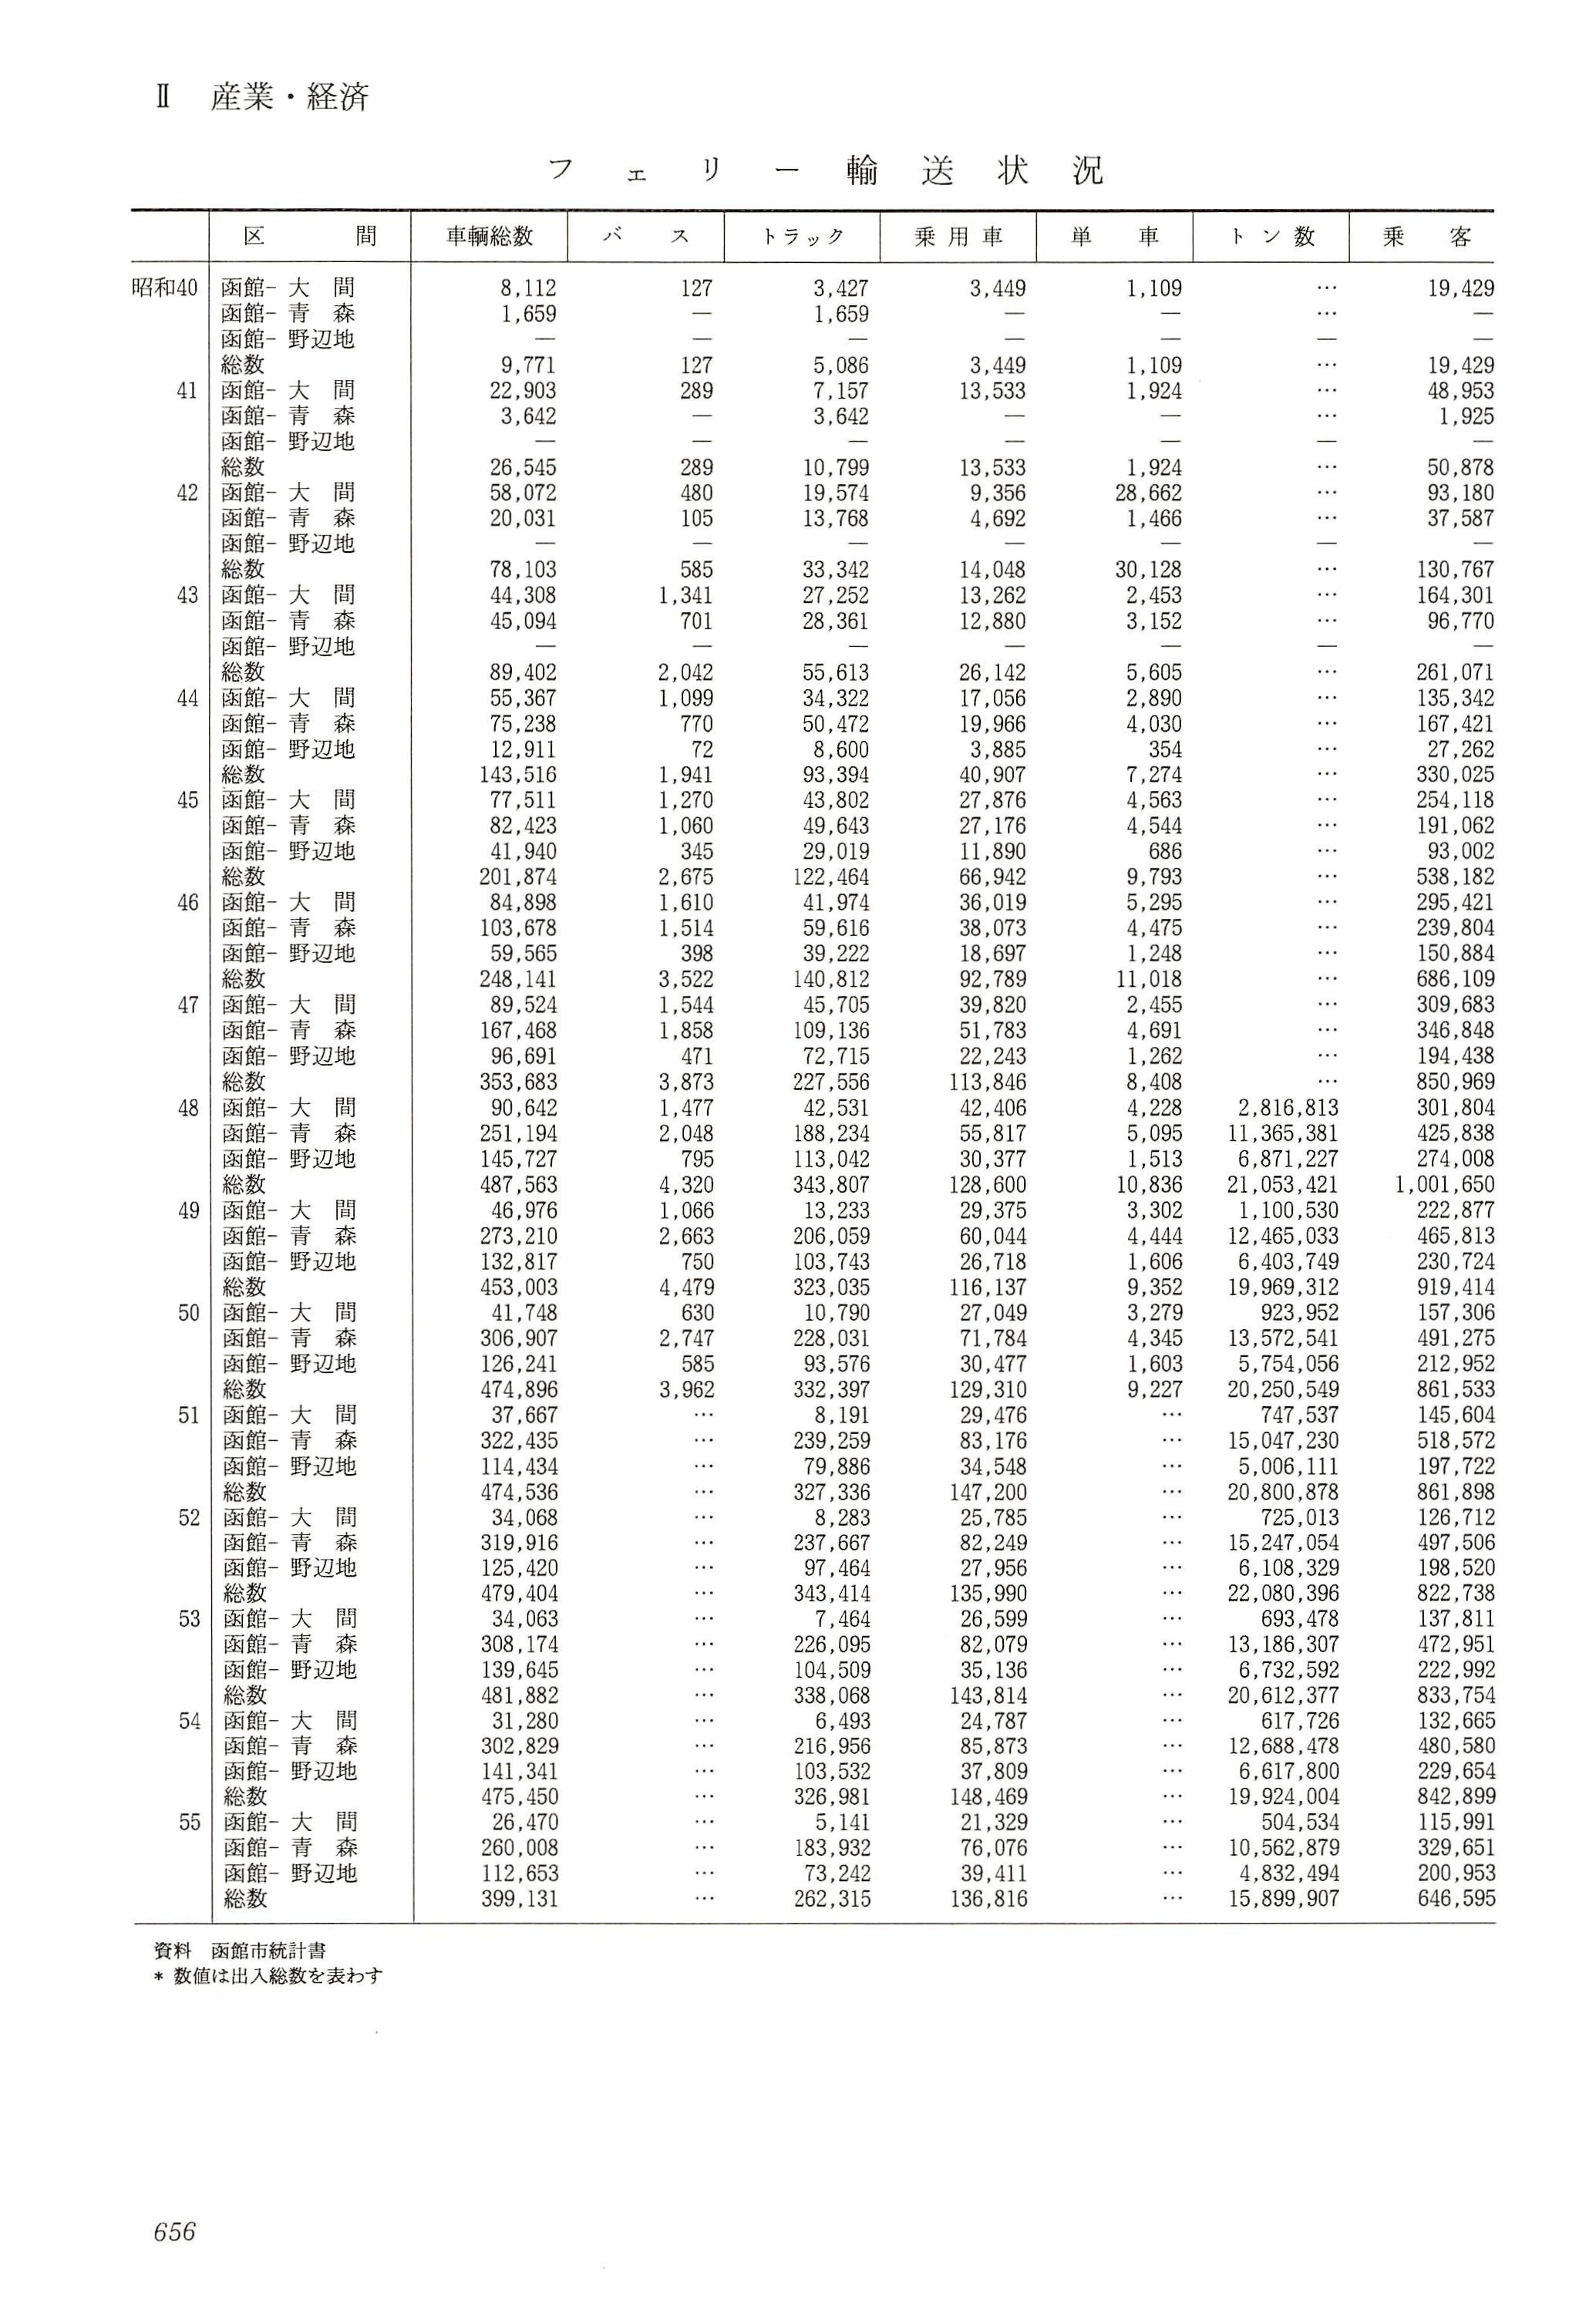 Ⅱ 産業・経済
フェリー輸送状況
区間 車輌総数 バス トラック 乗用車 単車 トン数 乗客
昭和40 函館-大間 8,112 127 3,427 3,449 1,109 … 19,429
函館-青森 1,659 — 1,659 — — … —
函館-野辺地 — — — — — — —
総数 9,771 127 5,086 3,449 1,109 … 19,429
41 函館-大間 22,903 289 7,157 13,533 1,924 … 48,953
函館-青森 3,642 — 3,642 — — … 1,925
函館-野辺地 — — — — — — —
総数 26,545 289 10,799 13,533 1,924 … 50,878
42 函館-大間 58,072 480 19,574 9,356 28,662 … 93,180
函館-青森 20,031 105 13,768 4,692 1,466 … 37,587
函館-野辺地 — — — — — — —
総数 78,103 585 33,342 14,048 30,128 … 130,767
43 函館-大間 44,308 1,341 27,252 13,262 2,453 … 164,301
函館-青森 45,094 701 28,361 12,880 3,152 … 96,770
函館-野辺地 — — — — — — —
総数 89,402 2,042 55,613 26,142 5,605 … 261,071
44 函館-大間 55,367 1,099 34,322 17,056 2,890 … 135,342
函館-青森 75,238 770 50,472 19,966 4,030 … 167,421
函館-野辺地 12,911 72 8,600 3,885 354 … 27,262
総数 143,516 1,941 93,394 40,907 7,274 … 330,025
45 函館-大間 77,511 1,270 43,802 27,876 4,563 … 254,118
函館-青森 82,423 1,060 49,643 27,176 4,544 … 191,062
函館-野辺地 41,940 345 29,019 11,890 686 … 93,002
総数 201,874 2,675 122,464 66,942 9,793 … 538,182
46 函館-大間 84,898 1,610 41,974 36,019 5,295 … 295,421
函館-青森 103,678 1,514 59,616 38,073 4,475 … 239,804
函館-野辺地 59,565 398 39,222 18,697 1,248 … 150,884
総数 248,141 3,522 140,812 92,789 11,018 … 686,109
47 函館-大間 89,524 1,544 45,705 39,820 2,455 … 309,683
函館-青森 167,468 1,858 109,136 51,783 4,691 … 346,848
函館-野辺地 96,691 471 72,715 22,243 1,262 … 194,438
総数 353,683 3,873 227,556 113,846 8,408 … 850,969
48 函館-大間 90,642 1,477 42,531 42,406 4,228 2,816,813 301,804
函館-青森 251,194 2,048 188,234 55,817 5,095 11,365,381 425,838
函館-野辺地 145,727 795 113,042 30,377 1,513 6,871,227 274,008
総数 487,563 4,320 343,807 128,600 10,836 21,053,421 1,001,650
49 函館-大間 46,976 1,066 13,233 29,375 3,302 1,100,530 222,877
函館-青森 273,210 2,663 206,059 60,044 4,444 12,465,033 465,813
函館-野辺地 132,817 750 103,743 26,718 1,606 6,403,749 230,724
総数 453,003 4,479 323,035 116,137 9,352 19,969,312 919,414
50 函館-大間 41,748 630 10,790 27,049 3,279 923,952 157,306
函館-青森 306,907 2,747 228,031 71,784 4,345 13,572,541 491,275
函館-野辺地 126,241 585 93,576 30,477 1,603 5,754,056 212,952
総数 474,896 3,962 332,397 129,310 9,227 20,250,549 861,533
51 函館-大間 37,667 … 8,191 29,476 … 747,537 145,604
函館-青森 322,435 … 239,259 83,176 … 15,047,230 518,572
函館-野辺地 114,434 … 79,886 34,548 … 5,006,111 197,722
総数 474,536 … 327,336 147,200 … 20,800,878 861,898
52 函館-大間 34,068 … 8,283 25,785 … 725,013 126,712
函館-青森 319,916 … 237,667 82,249 … 15,247,054 497,506
函館-野辺地 125,420 … 97,464 27,956 … 6,108,329 198,520
総数 479,404 … 343,414 135,990 … 22,080,396 822,738
53 函館-大間 34,063 … 7,464 26,599 … 693,478 137,811
函館-青森 308,174 … 226,095 82,079 … 13,186,307 472,951
函館-野辺地 139,645 … 104,509 35,136 … 6,732,592 222,992
総数 481,882 … 338,068 143,814 … 20,612,377 833,754
54 函館-大間 31,280 … 6,493 24,787 … 617,726 132,665
函館-青森 302,829 … 216,956 85,873 … 12,688,478 480,580
函館-野辺地 141,341 … 103,532 37,809 … 6,617,800 229,654
総数 475,450 … 326,981 148,469 … 19,924,004 842,899
55 函館-大間 26,470 … 5,141 21,329 … 504,534 115,991
函館-青森 260,008 … 183,932 76,076 … 10,562,879 329,651
函館-野辺地 112,653 … 73,242 39,411 … 4,832,494 200,953
総数 399,131 … 262,315 136,816 … 15,899,907 646,595
資料 函館市統計書
* 数値は出入総数を表わす
656